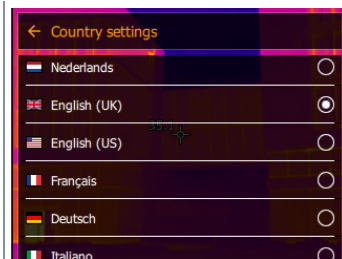 Country settings
Nederlands
English (UK)
English (US)
Français
Deutsch
Italiano